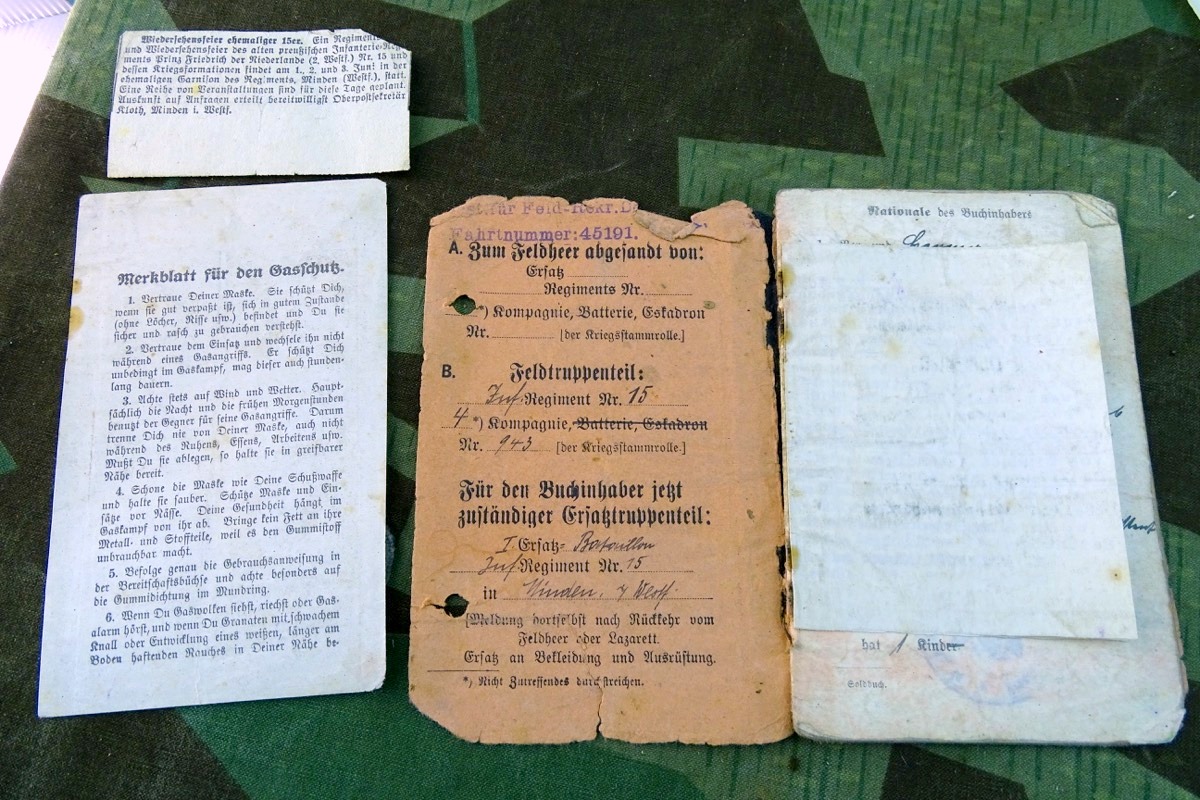 Wiedersehensfeier ehemaliger 15er. Ein Regiments
und Wiedersehensfeier des alten preußischen Infanterie-Regi-
ments Prinz Friedrich der Niederlande (2. Westf.) Nr. 15 und
dessen Kriegsformationen findet am 1., 2. und 3. Juni in der
ehemaligen Garnison des Regiments, Minden (Westf.), statt.
Eine Reihe von Veranstaltungen sind für diese Tage geplant.
Auskunft auf Anfragen erteilt bereitwilligst Oberpostsekretär
Kloth, Minden i. Westf.
Merkblatt für den Gasschutz.
1. Vertraue Deiner Maske. Sie schützt Dich,
wenn sie gut verpaßt ist, sich in gutem Zustande
(ohne Löcher, Risse usw.) befindet und Du sie
sicher und rasch zu gebrauchen verstehst.
2. Vertraue dem Einsatz und wechsele ihn nicht
während eines Gasangriffs. Er schützt Dich
unbedingt im Gaskampf, mag dieser auch stunden-
lang dauern.
3. Achte stets auf Wind und Wetter. Haupt-
sächlich die Nacht und die frühen Morgenstunden
benutzt der Gegner für seine Gasangriffe. Darum
trenne Dich nie von Deiner Maske, auch nicht
während des Ruhens, Essens, Arbeitens usw.
Mußt Du sie ablegen, so halte sie in greifbarer
Nähe bereit.
4. Schone die Maske wie Deine Schußwaffe
und halte sie sauber. Schütze Maske und Ein-
sätze vor Nässe. Deine Gesundheit hängt im
Gaskampf von ihr ab. Bringe kein Fett an ihre
Metall- und Stoffteile, weil es den Gummistoff
unbrauchbar macht.
5. Befolge genau die Gebrauchsanweisung in
der Bereitschaftsbüchse und achte besonders auf
die Gummidichtung im Mundring.
6. Wenn Du Gaswolken siehst, riechst oder Gas-
alarm hörst, und wenn Du Granaten mit schwachem
Knall oder Entwicklung eines weißen, länger am
Boden haftenden Rauches in Deiner Nähe be-
für Feld-Rekr.D
Fahrtnummer:45191.
A. Zum Feldheer abgesandt von:
Ersatz
Regiments Nr.
*) Kompagnie, Batterie, Eskadron
Nr. [der Kriegsstammrolle.]
B. Feldtruppenteil:
Inf. Regiment Nr. 15
4 *) Kompagnie, Batterie, Eskadron
Nr. 943 [der Kriegsstammrolle.]
Für den Buchinhaber jetzt
zuständiger Ersatztruppenteil:
I. Ersatz- Bataillon
Inf. Regiment Nr. 15
in Minden, i/ Westf.
[Meldung dortselbst nach Rückkehr vom
Feldheer oder Lazarett.
Ersatz an Bekleidung und Ausrüstung.
*) Nicht Zutreffendes durchstreichen.
Nationale des Buchinhabers
hat 1 Kinder
Soldbuch.